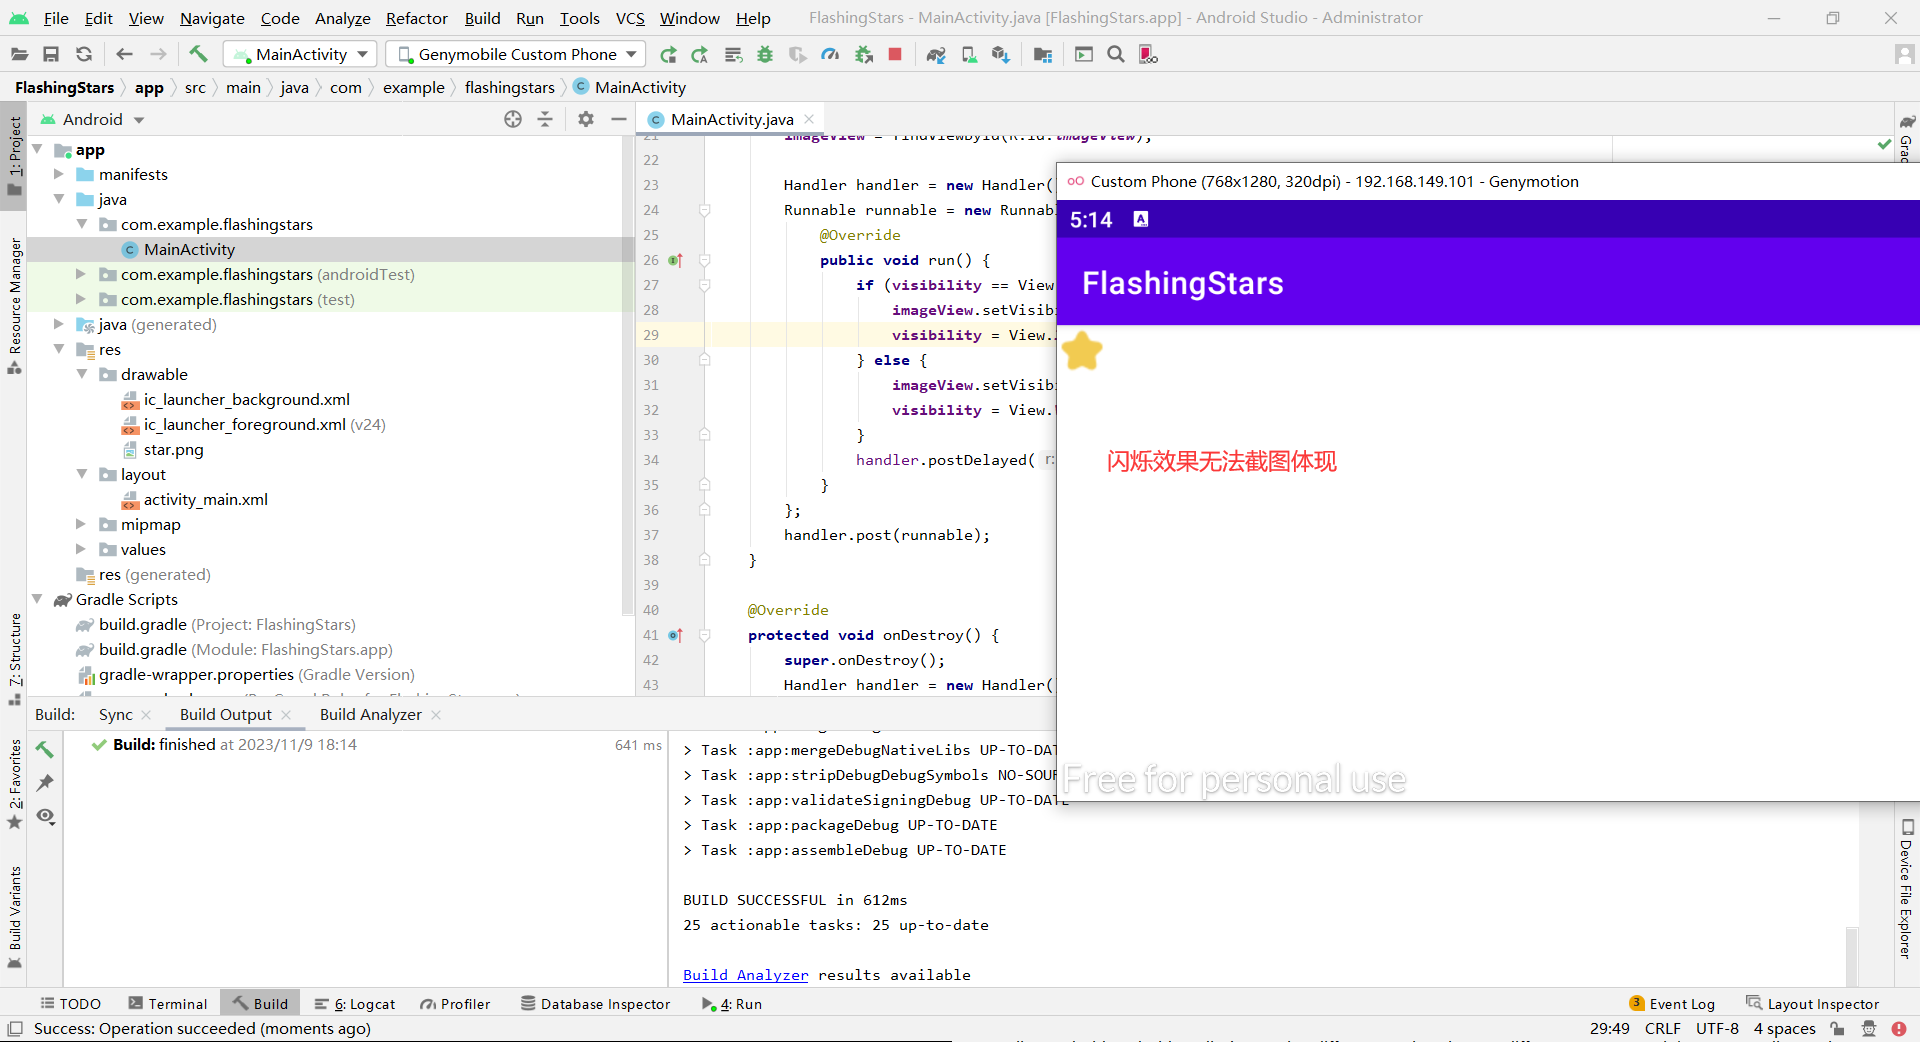 File Edit View Navigate Code Analyze Refactor Build Run Tools VCS Window Help FlashingStars - MainActivity.java [FlashingStars.app] - Android Studio - Administrator
MainActivity Genymobile Custom Phone
FlashingStars app src main java com example flashingstars MainActivity
1: Project
Resource Manager
Z: Structure
2: Favorites
Build Variants
Android
app
manifests
java
com.example.flashingstars
MainActivity
com.example.flashingstars (androidTest)
com.example.flashingstars (test)
java (generated)
res
drawable
ic_launcher_background.xml
ic_launcher_foreground.xml (v24)
star.png
layout
activity_main.xml
mipmap
values
res (generated)
Gradle Scripts
build.gradle (Project: FlashingStars)
build.gradle (Module: FlashingStars.app)
gradle-wrapper.properties (Gradle Version)
MainActivity.java
21 imageView = findViewById(R.id.imageView);
22
23 Handler handler = new Handler(
24 Runnable runnable = new Runnab
25 @Override
26 public void run() {
27 if (visibility == View
28 imageView.setVisib
29 visibility = View.
30 } else {
31 imageView.setVisib
32 visibility = View.
33 }
34 handler.postDelayed( r:
35 }
36 };
37 handler.post(runnable);
38 }
39
40 @Override
41 protected void onDestroy() {
42 super.onDestroy();
43 Handler handler = new Handler(
Custom Phone (768x1280, 320dpi) - 192.168.149.101 - Genymotion
5:14 A
FlashingStars
闪烁效果无法截图体现
Free for personal use
Build: Sync Build Output Build Analyzer
Build: finished at 2023/11/9 18:14 641 ms
> Task :app:mergeDebugNativeLibs UP-TO-DAT
> Task :app:stripDebugDebugSymbols NO-SOUR
> Task :app:validateSigningDebug UP-TO-DATE
> Task :app:packageDebug UP-TO-DATE
> Task :app:assembleDebug UP-TO-DATE
BUILD SUCCESSFUL in 612ms
25 actionable tasks: 25 up-to-date
Build Analyzer results available
Grad
Device File Explorer
TODO Terminal Build 6: Logcat Profiler Database Inspector 4: Run 3 Event Log Layout Inspector
Success: Operation succeeded (moments ago) 29:49 CRLF UTF-8 4 spaces